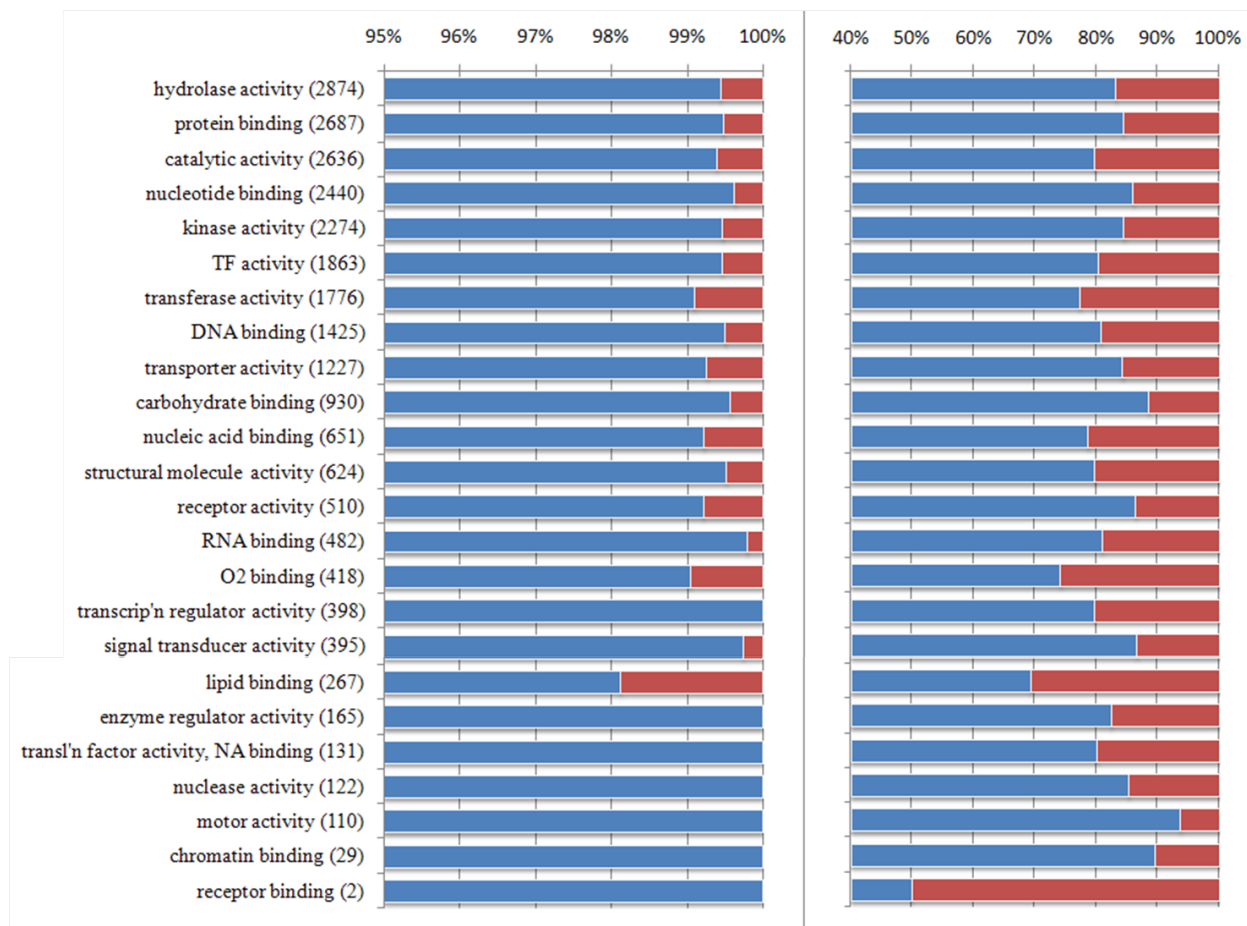 95% 96% 97% 98% 99% 100% 40% 50% 60% 70% 80% 90% 100%
hydrolase activity (2874)
protein binding (2687)
catalytic activity (2636)
nucleotide binding (2440)
kinase activity (2274)
TF activity (1863)
transferase activity (1776)
DNA binding (1425)
transporter activity (1227)
carbohydrate binding (930)
nucleic acid binding (651)
structural molecule activity (624)
receptor activity (510)
RNA binding (482)
O2 binding (418)
transcrip'n regulator activity (398)
signal transducer activity (395)
lipid binding (267)
enzyme regulator activity (165)
transl'n factor activity, NA binding (131)
nuclease activity (122)
motor activity (110)
chromatin binding (29)
receptor binding (2)